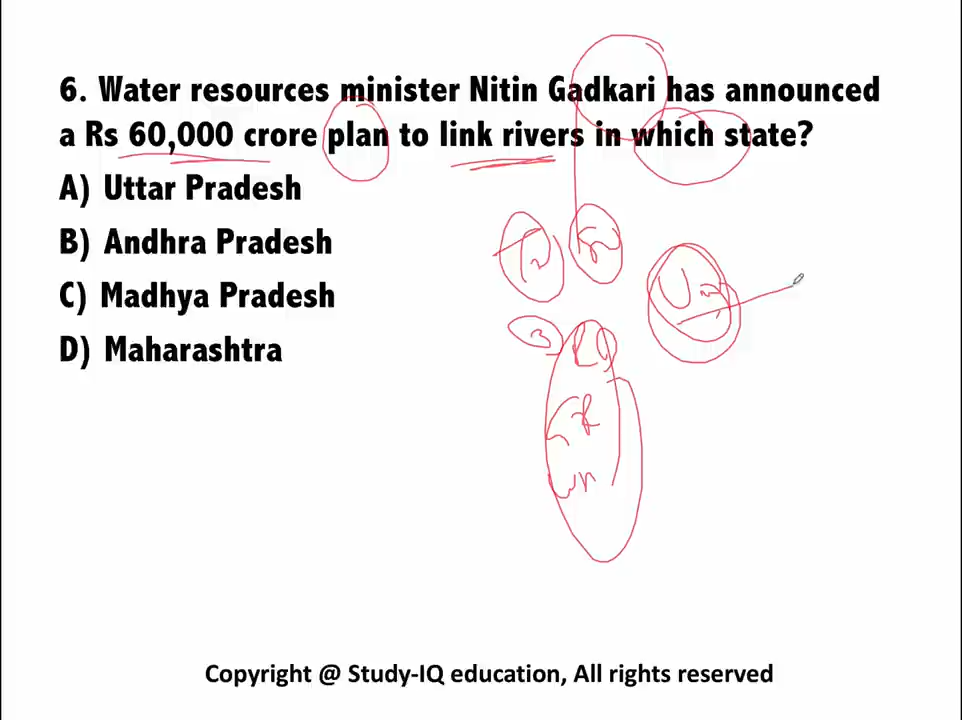 6. Water resources minister Nitin Gadkari has announced
a Rs 60,000 crore plan to link rivers in which state?
A) Uttar Pradesh
B) Andhra Pradesh
C) Madhya Pradesh
D) Maharashtra
Copyright @ Study-IQ education, All rights reserved